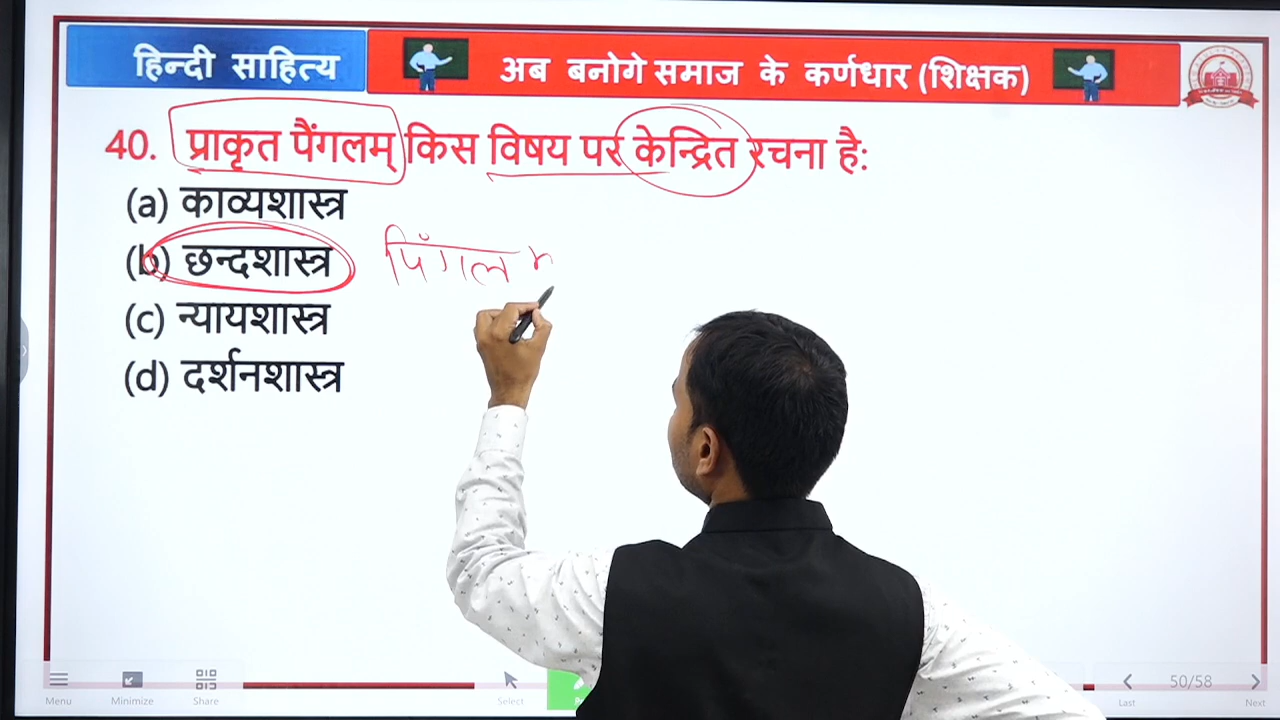 हिन्दी साहित्य
अब बनोगे समाज के कर्णधार (शिक्षक)
40. प्राकृत पैंगलम् किस विषय पर केन्द्रित रचना है:
(a) काव्यशास्त्र
(b) छन्दशास्त्र
पिंगल
(c) न्यायशास्त्र
(d) दर्शनशास्त्र
Menu
Minimize
Share
Select
Last
50/58
Next